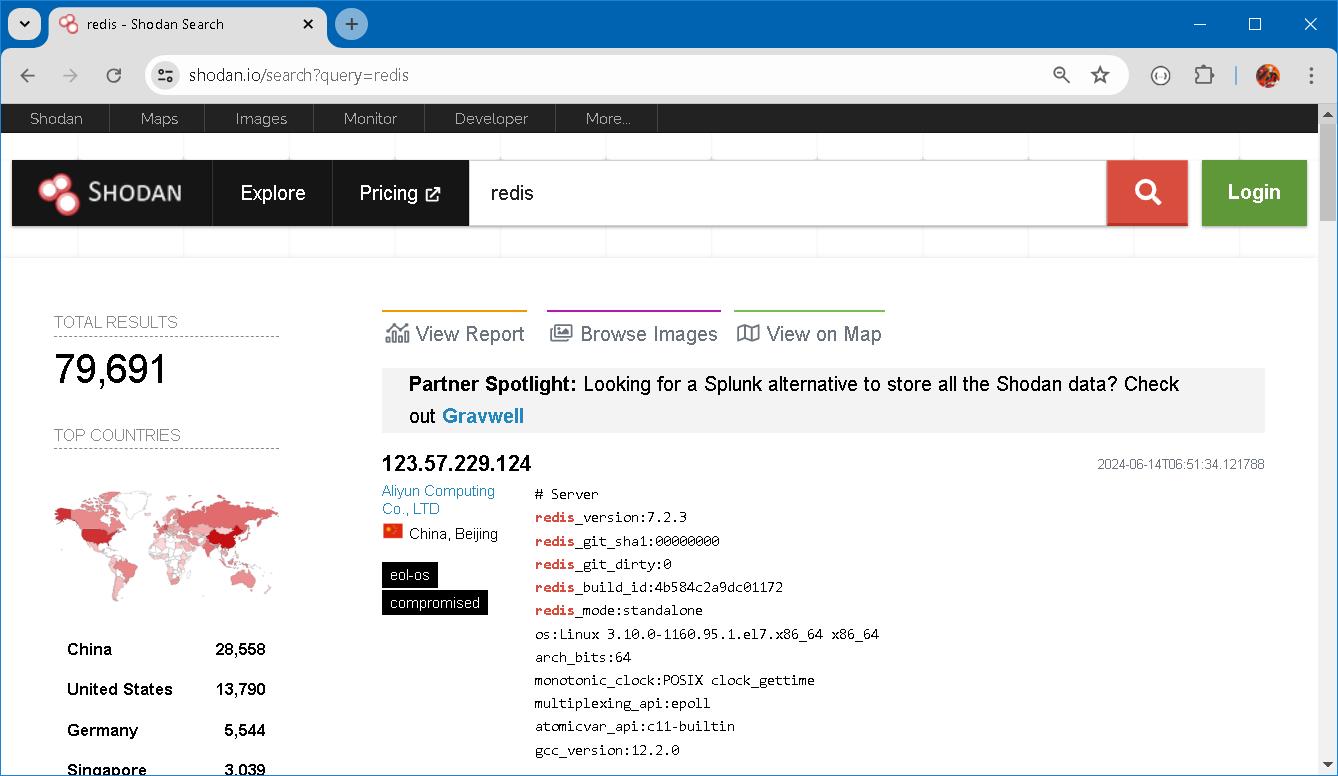 redis - Shodan Search
shodan.io/search?query=redis
Shodan Maps Images Monitor Developer More...
SHODAN Explore Pricing redis Login
TOTAL RESULTS
79,691
TOP COUNTRIES
China 28,558
United States 13,790
Germany 5,544
Singapore 3,039
View Report Browse Images View on Map
Partner Spotlight: Looking for a Splunk alternative to store all the Shodan data? Check
out Gravwell
123.57.229.124
2024-06-14T06:51:34.121788
Aliyun Computing
Co., LTD
China, Beijing
eol-os
compromised
# Server
redis_version:7.2.3
redis_git_sha1:00000000
redis_git_dirty:0
redis_build_id:4b584c2a9dc01172
redis_mode:standalone
os:Linux 3.10.0-1160.95.1.el7.x86_64 x86_64
arch_bits:64
monotonic_clock:POSIX clock_gettime
multiplexing_api:epoll
atomicvar_api:c11-builtin
gcc_version:12.2.0